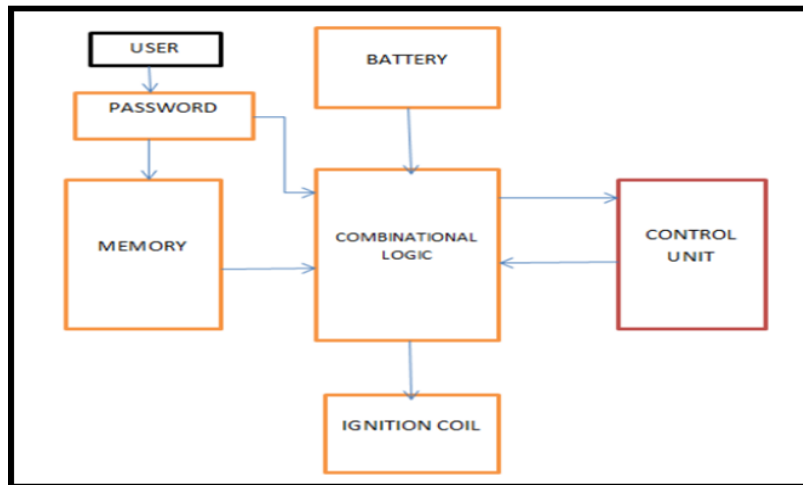 USER
BATTERY
PASSWORD
MEMORY
COMBINATIONAL
LOGIC
CONTROL
UNIT
IGNITION COIL